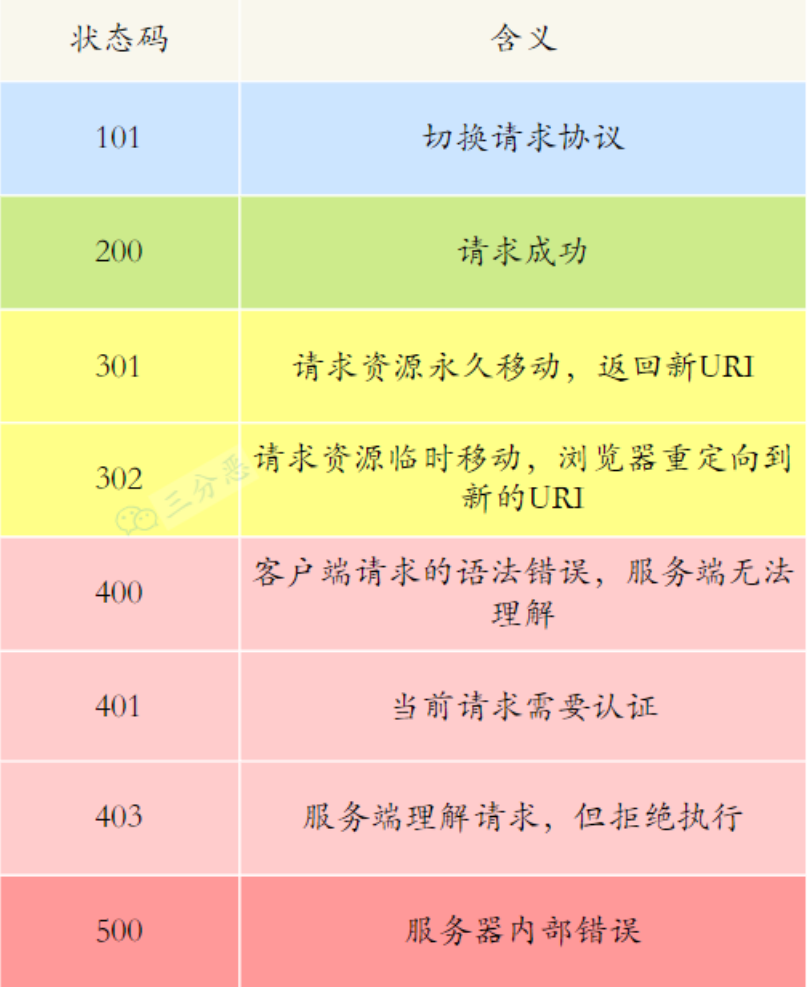 状态码 含义
101 切换请求协议
200 请求成功
301 请求资源永久移动，返回新URI
302 请求资源临时移动，浏览器重定向到
新的URI
三分恶
400 客户端请求的语法错误，服务端无法
理解
401 当前请求需要认证
403 服务端理解请求，但拒绝执行
500 服务器内部错误